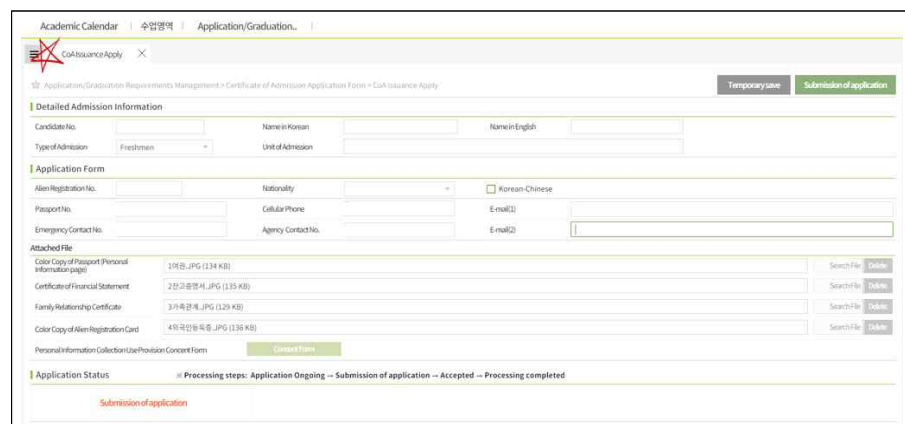 Academic Calendar | 수업영역 | Application/Graduation.. |
CoA Issuance Apply ×
Application/Graduation Requirements Management > Certificate of Admission Application Form > CoA Issuance Apply Temporary save Submission of application
Detailed Admission Information
Candidate No. Name in Korean Name in English
Type of Admission Freshmen Unit of Admission
Application Form
Alien Registration No. Nationality Korean-Chinese
Passport No. Cellular Phone E-mail(1)
Emergency Contact No. Agency Contact No. E-mail(2)
Attached File
Color Copy of Passport (Personal Information page) 1여권.JPG (134 KB) Search File Delete
Certificate of Financial Statement 2잔고증명서.JPG (135 KB) Search File Delete
Family Relationship Certificate 3가족관계.JPG (129 KB) Search File Delete
Color Copy of Alien Registration Card 4외국인등록증.JPG (136 KB) Search File Delete
Personal Information Collection Use Provision Concent Form Concent Form
Application Status ※ Processing steps: Application Ongoing → Submission of application → Accepted → Processing completed
Submission of application